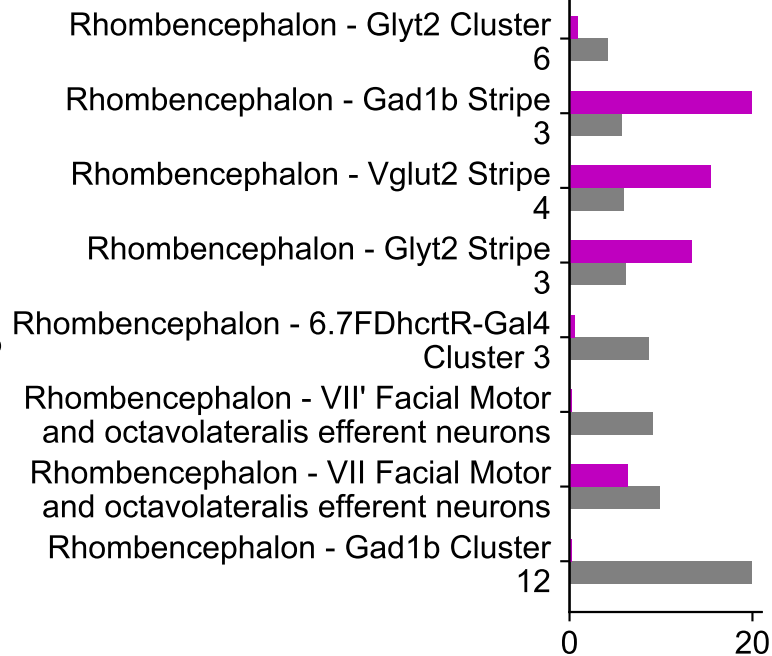 Rhombencephalon - Glyt2 Cluster
6
Rhombencephalon - Gad1b Stripe
3
Rhombencephalon - Vglut2 Stripe
4
Rhombencephalon - Glyt2 Stripe
3
Rhombencephalon - 6.7FDhcrtR-Gal4
Cluster 3
Rhombencephalon - VII' Facial Motor
and octavolateralis efferent neurons
Rhombencephalon - VII Facial Motor
and octavolateralis efferent neurons
Rhombencephalon - Gad1b Cluster
12
0 20